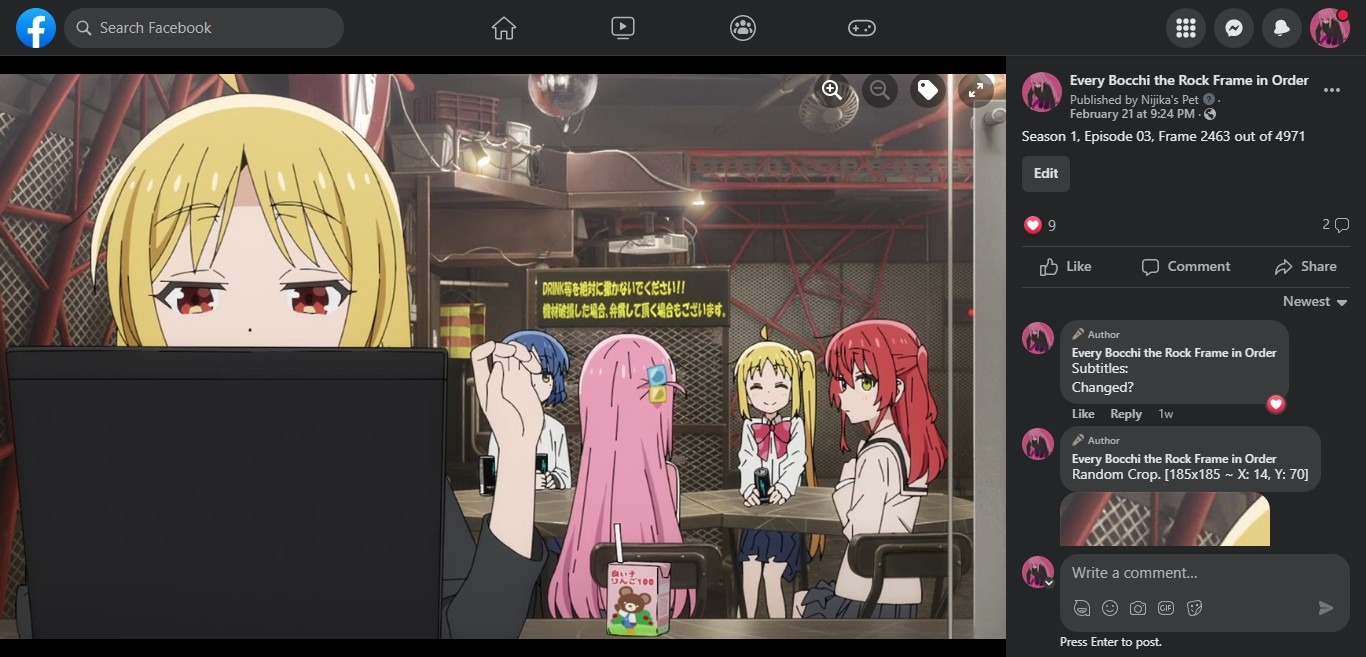 Search Facebook
DRINK等を絶対に撒かないでください!!
機材破損した場合、弁償して頂く場合もございます。
良い子
りんご100
Every Bocchi the Rock Frame in Order
Published by Nijika's Pet ·
February 21 at 9:24 PM ·
Season 1, Episode 03, Frame 2463 out of 4971
Edit
9
2
Like
Comment
Share
Newest
Author
Every Bocchi the Rock Frame in Order
Subtitles:
Changed?
Like Reply 1w
Author
Every Bocchi the Rock Frame in Order
Random Crop. [185x185 ~ X: 14, Y: 70]
Write a comment...
GIF
Press Enter to post.